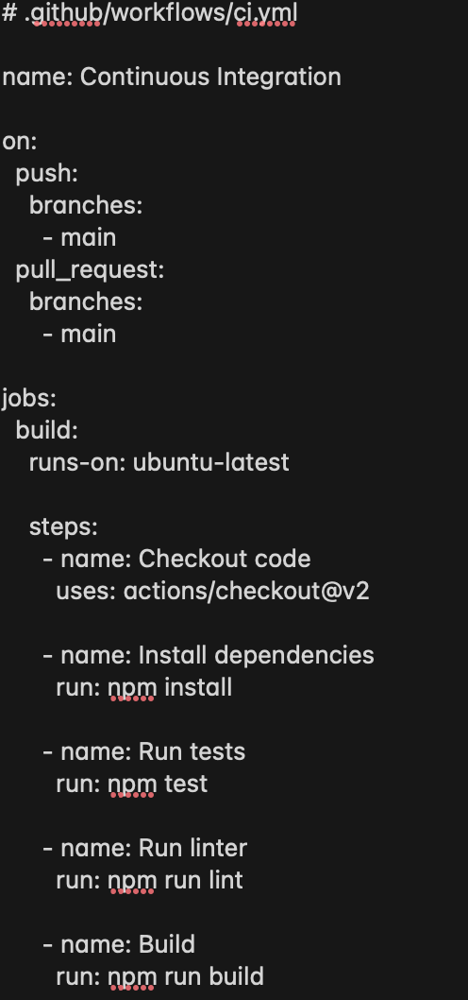 # .github/workflows/ci.yml

name: Continuous Integration

on:
  push:
    branches:
      - main
  pull_request:
    branches:
      - main

jobs:
  build:
    runs-on: ubuntu-latest

    steps:
      - name: Checkout code
        uses: actions/checkout@v2

      - name: Install dependencies
        run: npm install

      - name: Run tests
        run: npm test

      - name: Run linter
        run: npm run lint

      - name: Build
        run: npm run build